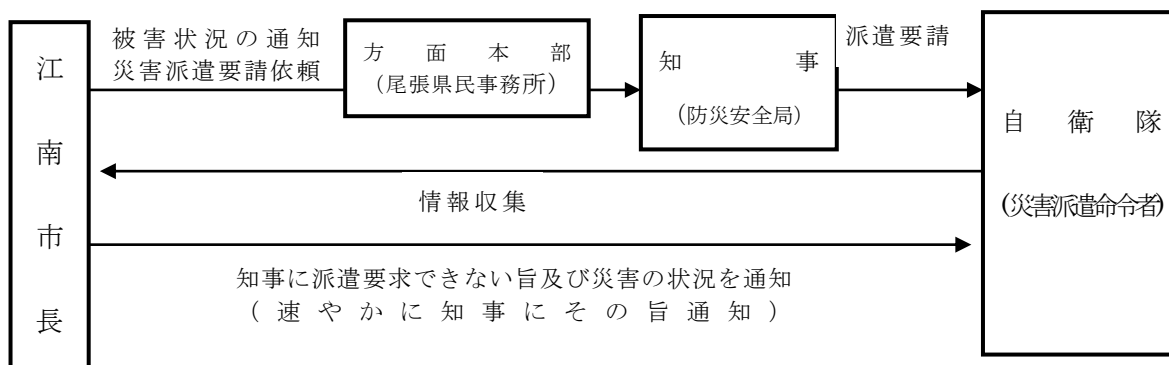 江南市長
被害状況の通知
災害派遣要請依頼
方面本部
(尾張県民事務所)
知事
(防災安全局)
派遣要請
自衛隊
(災害派遣命令者)
情報収集
知事に派遣要求できない旨及び災害の状況を通知
(速やかに知事にその旨通知)